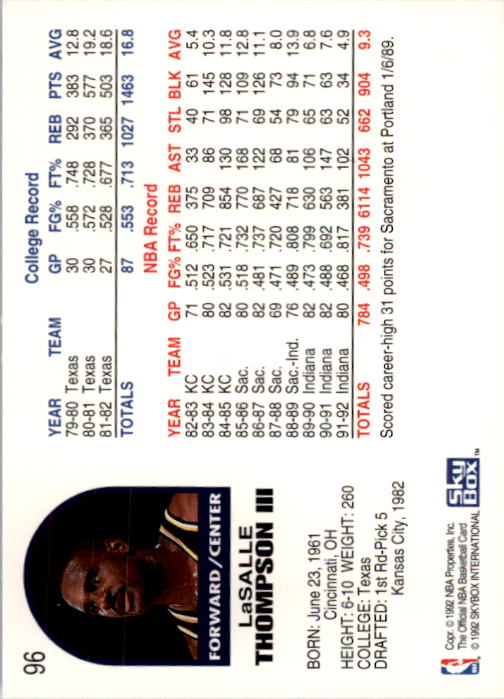 96
FORWARD/CENTER
LaSALLE
THOMPSON III
BORN: June 23, 1961
Cincinnati, OH
HEIGHT: 6-10 WEIGHT: 260
COLLEGE: Texas
DRAFTED: 1st Rd-Pick 5
Kansas City, 1982
Copr. © 1992 NBA Properties, Inc.
The Official NBA Basketball Card
© 1992 SKYBOX INTERNATIONAL
SKYBOX™
College Record
YEAR TEAM GP FG% FT% REB PTS AVG
79-80 Texas 30 .558 .748 292 383 12.8
80-81 Texas 30 .572 .728 370 577 19.2
81-82 Texas 27 .528 .677 365 503 18.6
TOTALS 87 .553 .713 1027 1463 16.8
NBA Record
YEAR TEAM GP FG% FT% REB AST STL BLK AVG
82-83 KC 71 .512 .650 375 33 40 61 5.4
83-84 KC 80 .523 .717 709 86 71 145 10.3
84-85 KC 82 .531 .721 854 130 98 128 11.8
85-86 Sac. 80 .518 .732 770 168 71 109 12.8
86-87 Sac. 82 .481 .737 687 122 69 126 11.1
87-88 Sac. 69 .471 .720 427 68 54 73 8.0
88-89 Sac.-Ind. 76 .489 .808 718 81 79 94 13.9
89-90 Indiana 82 .473 .799 630 106 65 71 6.8
90-91 Indiana 82 .488 .692 563 147 63 63 7.6
91-92 Indiana 80 .468 .817 381 102 52 34 4.9
TOTALS 784 .498 .739 6114 1043 662 904 9.3
Scored career-high 31 points for Sacramento at Portland 1/6/89.